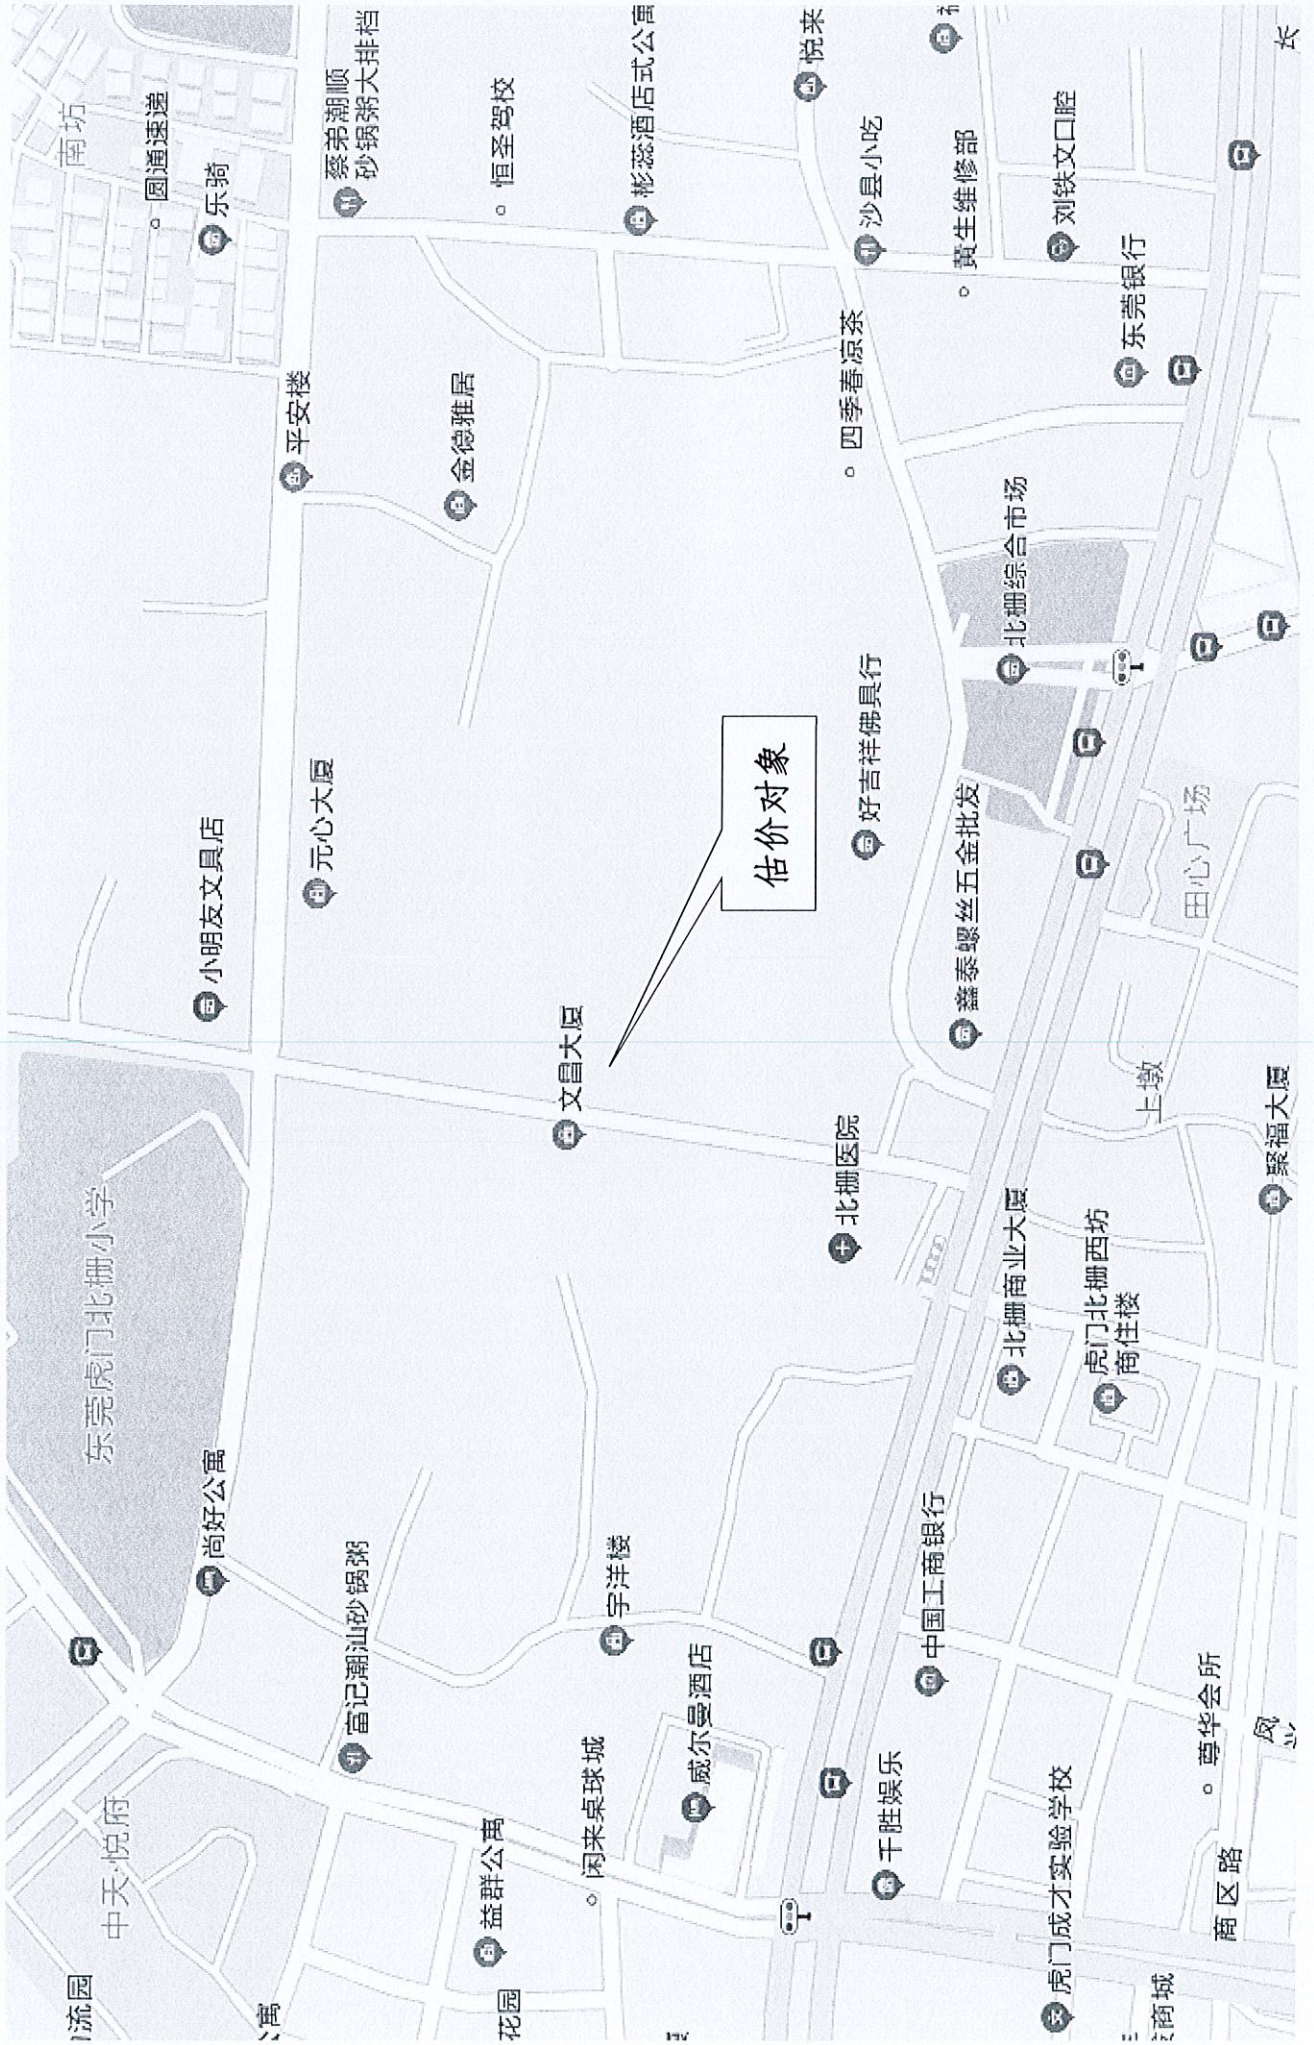 流园
中天·悦府
东莞虎门北栅小学
南坊
圆通速递
尚好公寓
小明友文具店
乐骑
寓
平安楼
元心大厦
蔡弟潮顺
砂锅粥大排档
富记潮汕砂锅粥
金德雅居
益群公寓
恒圣驾校
花园
文昌大厦
闲来桌球城
宇洋楼
彬蕊酒店式公寓
威尔曼酒店
估价对象
悦来
北栅医院
四季春凉茶
好吉祥佛具行
沙县小吃
千胜娱乐
中国工商银行
鑫泰螺丝五金批发
黄生维修部
北栅商业大厦
北栅综合市场
虎门成才实验学校
刘铁文口腔
虎门北栅西坊
商住楼
东莞银行
上墩
商城
田心广场
尊华会所
商区路
聚福大厦
凤
长